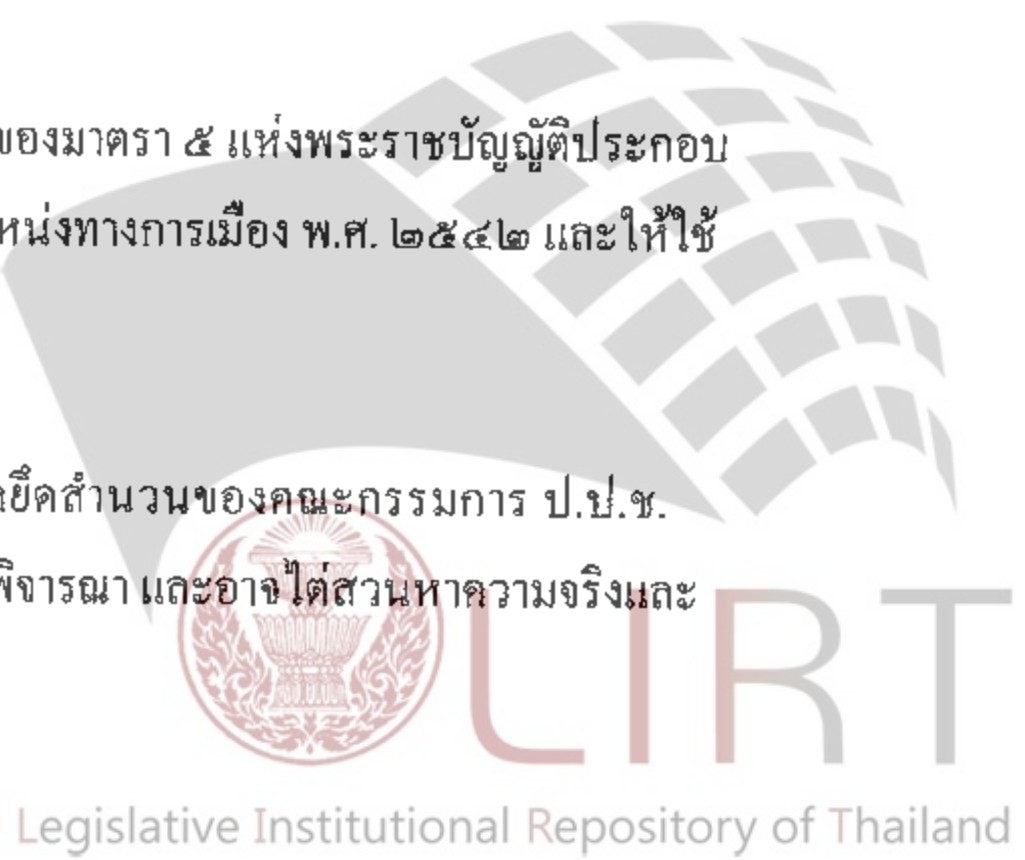 ของมาตรา ๕ แห่งพระราชบัญญัติประกอบ
หน่งทางการเมือง พ.ศ. ๒๕๔๒ และให้ใช้
ยึดสำนวนของคณะกรรมการ ป.ป.ช.
พิจารณา และอาจไต่สวนหาความจริงและ
LIRT
Legislative Institutional Repository of Thailand